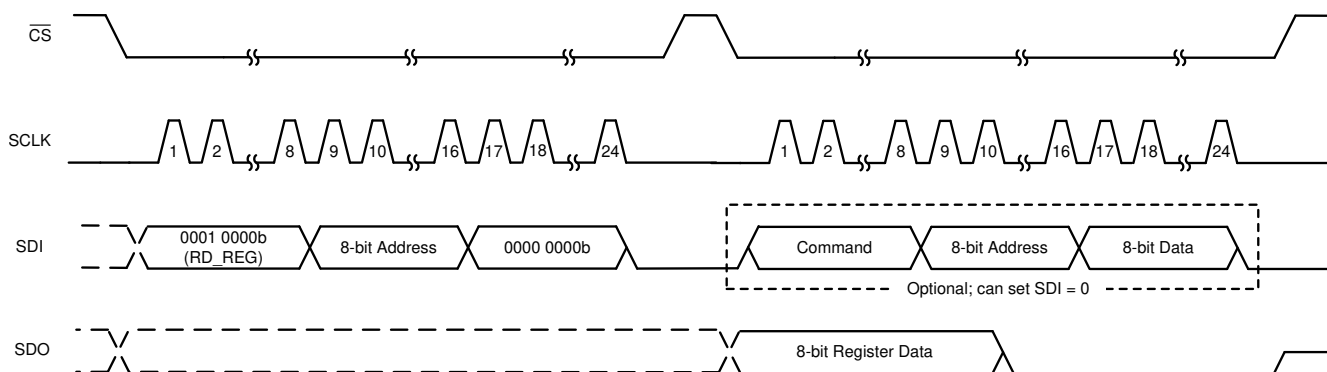 CS
SCLK
1 2 8 9 10 16 17 18 24 1 2 8 9 10 16 17 18 24
SDI
0001 0000b
(RD_REG)
8-bit Address
0000 0000b
Command
8-bit Address
8-bit Data
Optional; can set SDI = 0
SDO
8-bit Register Data